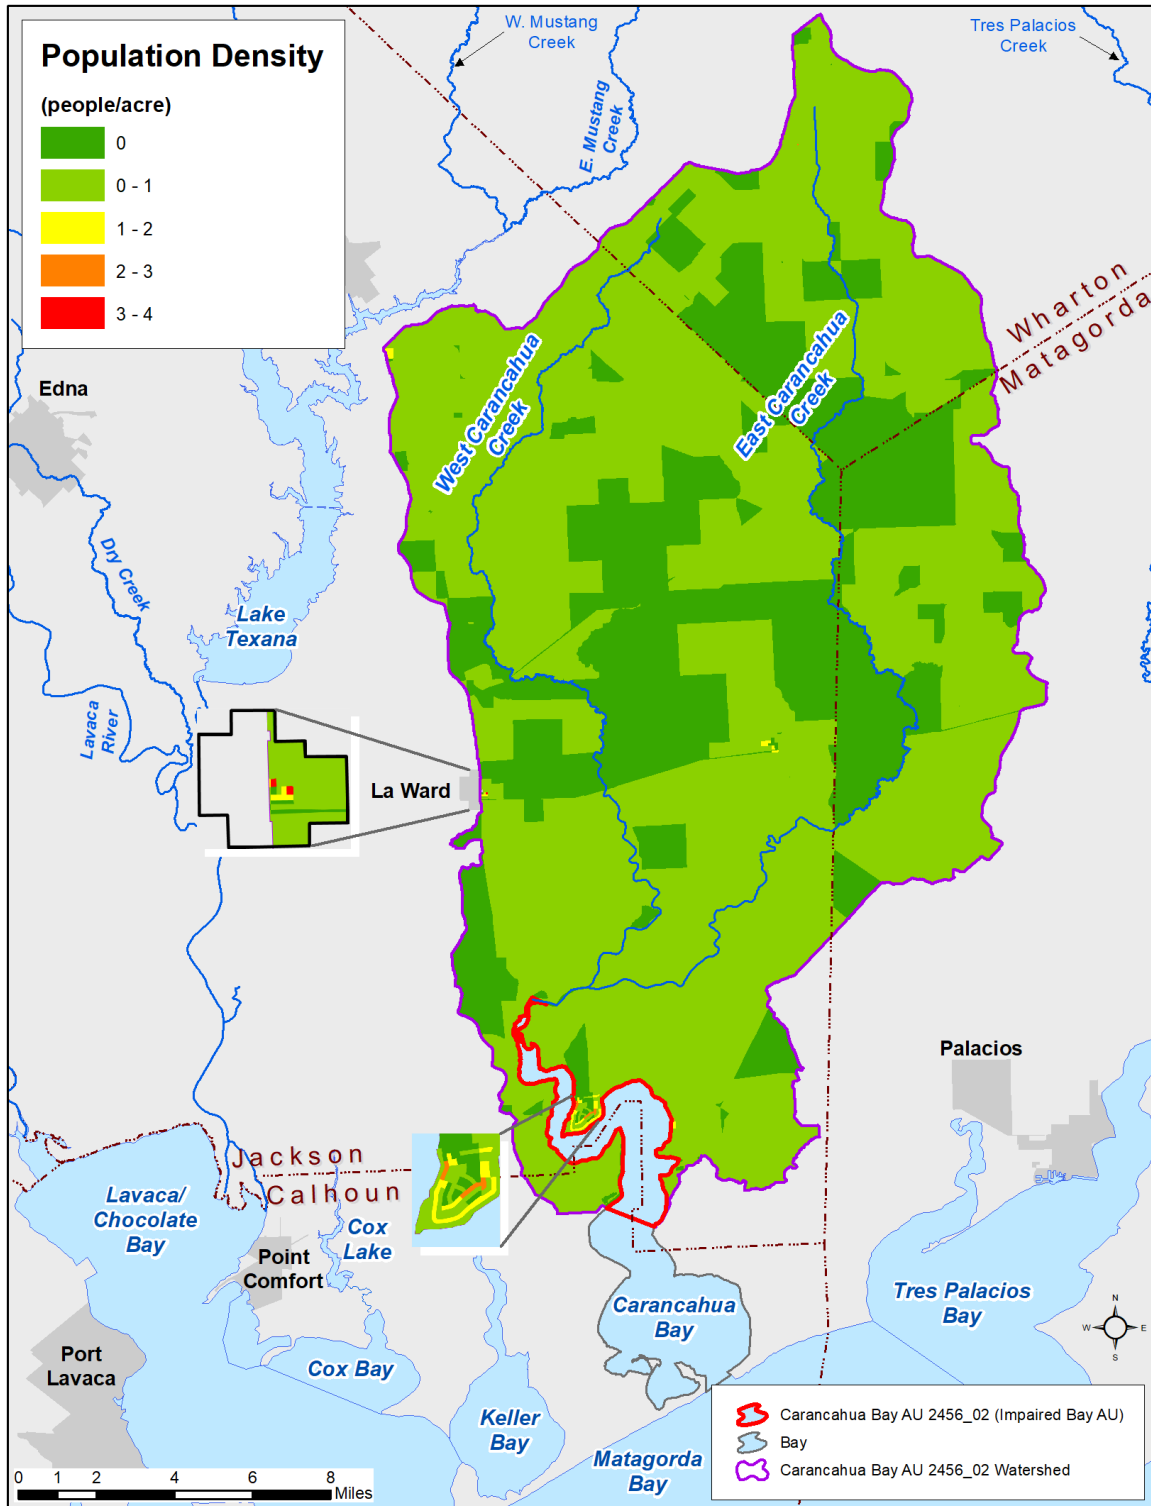 Population Density
(people/acre)
0
0 - 1
1 - 2
2 - 3
3 - 4
W. Mustang
Creek
Tres Palacios
Creek
E. Mustang
Creek
Wharton
Matagorda
Edna
West Carancahua
Creek
East Carancahua
Creek
Dry Creek
Lake
Texana
Lavaca
River
La Ward
Palacios
Jackson
Calhoun
Lavaca/
Chocolate
Bay
Cox
Lake
Point
Comfort
Carancahua
Bay
Tres Palacios
Bay
N
W
E
S
Port
Lavaca
Cox Bay
Keller
Bay
Matagorda
Bay
Carancahua Bay AU 2456_02 (Impaired Bay AU)
Bay
Carancahua Bay AU 2456_02 Watershed
0 1 2 4 6 8
Miles